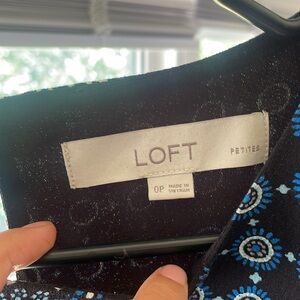 LOFT
PETITES
0P
MADE IN
VIETNAM